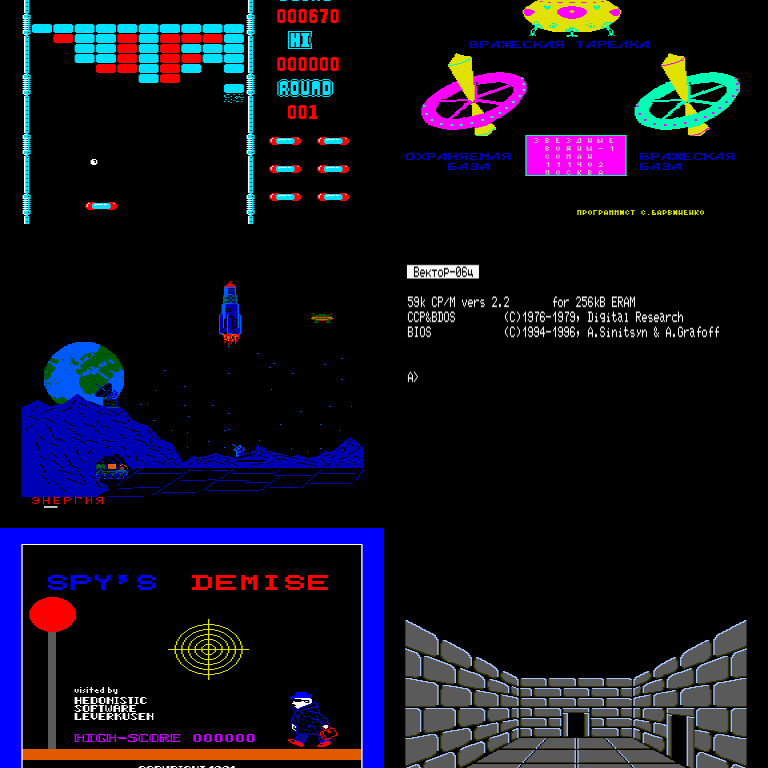 000670
HI
000000
ROUND
001
ВРАЖЕСКАЯ ТАРЕЛКА
ОХРАНЯЕМАЯ
БАЗА
ЗВЕЗДНЫЕ
ВОЙНЫ-1
СОМАН
111402
МОСКВА
ВРАЖЕСКАЯ
БАЗА
ПРОГРАММИСТ С.БАРВИНЕНКО
ЭНЕРГИЯ
Вектор-06ц
59k CP/M vers 2.2 for 256kB ERAM
CCP&BDOS (C)1976-1979, Digital Research
BIOS (C)1994-1996, A.Sinitsyn & A.Grafoff
A>
SPY'S DEMISE
visited by
HEDONISTIC
SOFTWARE
LEVERKUSEN
HIGH-SCORE 000000